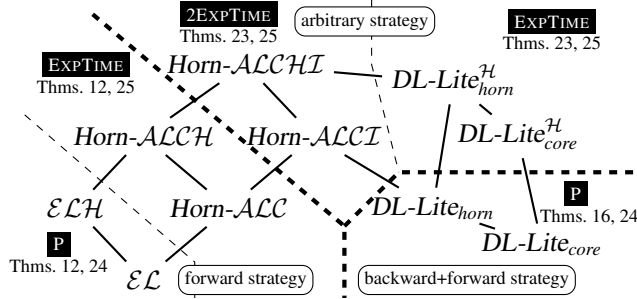 2EXPTIME
arbitrary strategy
EXPTIME
Thms. 23, 25
Thms. 23, 25
EXPTIME
Thms. 12, 25
Horn-ALCHI
DL-Lite^H_horn
Horn-ALCH
Horn-ALCI
DL-Lite^H_core
ELH
Horn-ALC
DL-Lite_horn
P
Thms. 16, 24
P
Thms. 12, 24
DL-Lite_core
EL
forward strategy
backward+forward strategy